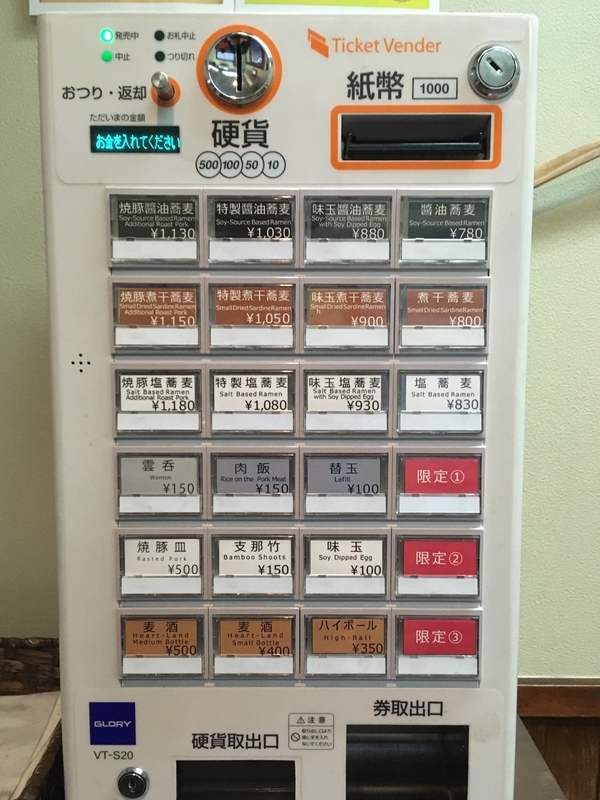 発売中 お札中止
中止 つり切れ
Ticket Vender
おつり・返却
紙幣 1000
ただいまの金額
お金を入れてください
硬貨
500 100 50 10
焼豚醤油蕎麦 特製醤油蕎麦 味玉醤油蕎麦 醤油蕎麦
Soy-Source Based Ramen Soy-Source Based Ramen Soy-Source Based Ramen Soy-Source Based Ramen
Additional Roast Pork with Soy Dipped Egg
¥1,130 ¥1,030 ¥880 ¥780
焼豚煮干蕎麦 特製煮干蕎麦 味玉煮干蕎麦 煮干蕎麦
Small Dried Sardine Ramen Small Dried Sardine Ramen Small Dried Sardine Ramen Small Dried Sardine Ramen
Additional Roast Pork
¥1,150 ¥1,050 ¥900 ¥800
焼豚塩蕎麦 特製塩蕎麦 味玉塩蕎麦 塩蕎麦
Salt Based Ramen Salt Based Ramen Salt Based Ramen Salt Based Ramen
Additional Roast Pork with Soy Dipped Egg
¥1,180 ¥1,080 ¥930 ¥830
雲呑 肉飯 替玉 限定①
Wonton Rice on the Pork Meat Lefill
¥150 ¥150 ¥100
焼豚皿 支那竹 味玉 限定②
Rasted Pork Bamboo Shoots Soy Dipped Egg
¥500 ¥150 ¥100
麦酒 麦酒 ハイボール 限定③
Heart-Land Heart-Land High-Ball
Medium Bottle Small Bottle
¥500 ¥400 ¥350
GLORY
VT-S20
硬貨取出口
注意
券取出口